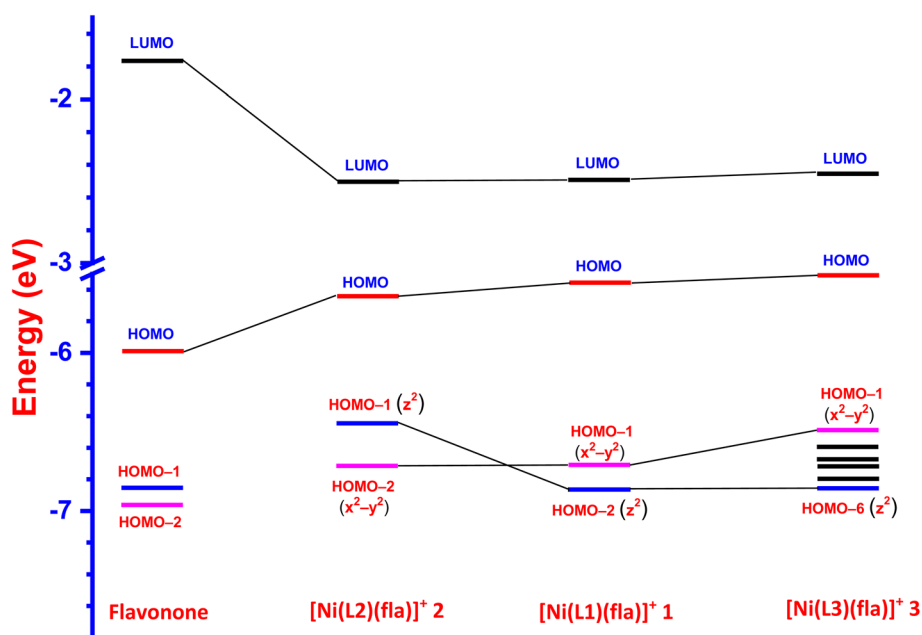 LUMO
-2
LUMO
LUMO
LUMO
-3
HOMO
HOMO
HOMO
HOMO
-6
Energy (eV)
HOMO–1 (z²)
HOMO–1
(x²–y²)
HOMO–1
(x²–y²)
HOMO–1
HOMO–2
HOMO–2
(x²–y²)
-7
HOMO–2 (z²)
HOMO–6 (z²)
Flavonone
[Ni(L2)(fla)]⁺ 2
[Ni(L1)(fla)]⁺ 1
[Ni(L3)(fla)]⁺ 3